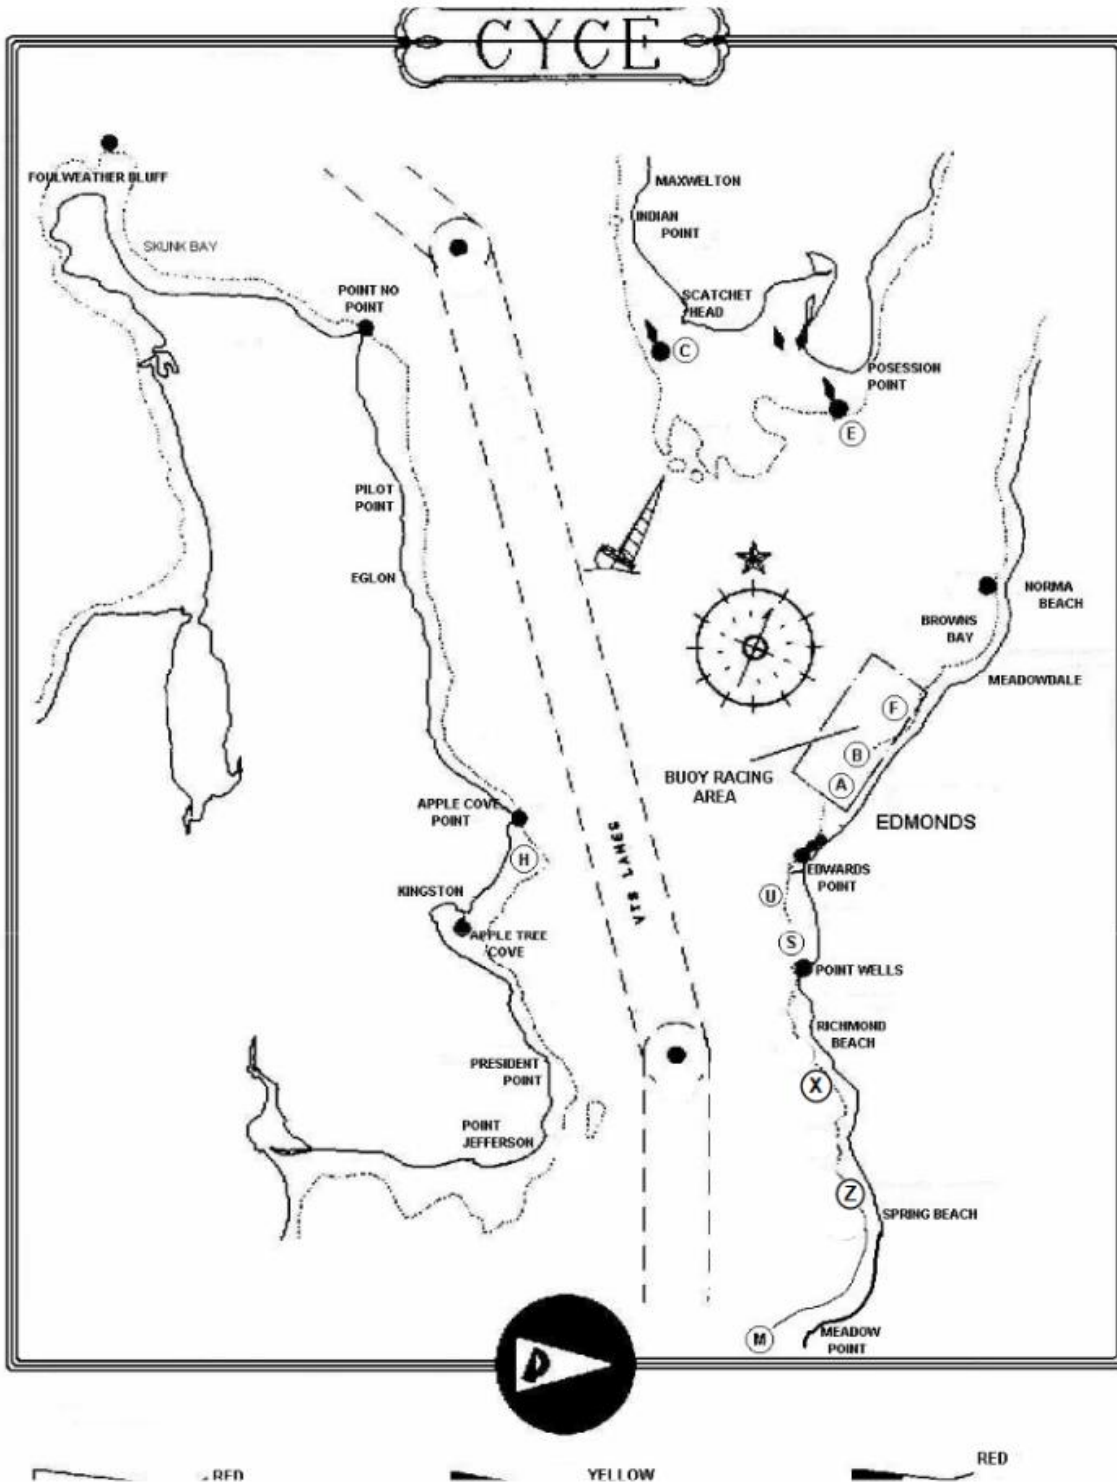 CYCE
FOULWEATHER BLUFF
SKUNK BAY
POINT NO
POINT
MAXWELTON
INDIAN
POINT
SCATCHET
HEAD
C
POSESSION
POINT
E
PILOT
POINT
EGLON
NORMA
BEACH
BROWNS
BAY
MEADOWDALE
F
B
A
BUOY RACING
AREA
EDMONDS
APPLE COVE
POINT
VTS LANES
H
EDWARDS
POINT
KINGSTON
U
APPLE TREE
COVE
S
POINT WELLS
RICHMOND
BEACH
PRESIDENT
POINT
X
POINT
JEFFERSON
Z
SPRING BEACH
M
MEADOW
POINT
P
RED
YELLOW
RED